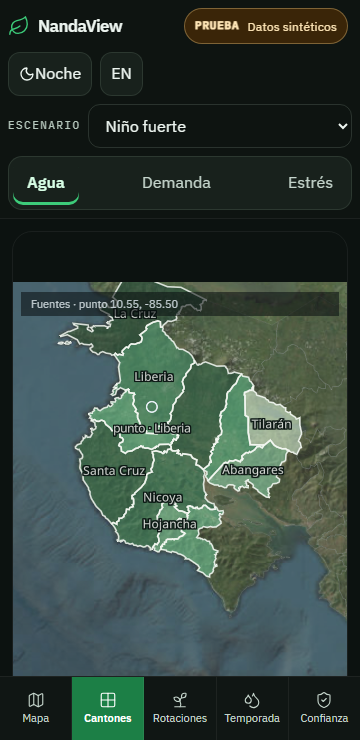 NandaView
PRUEBA Datos sintéticos
Noche
EN
ESCENARIO
Niño fuerte
Agua
Demanda
Estrés
Fuentes · punto 10.55, -85.50
La Cruz
Liberia
punto · Liberia
Tilarán
Santa Cruz
Abangares
Nicoya
Hojancha
Mapa
Cantones
Rotaciones
Temporada
Confianza